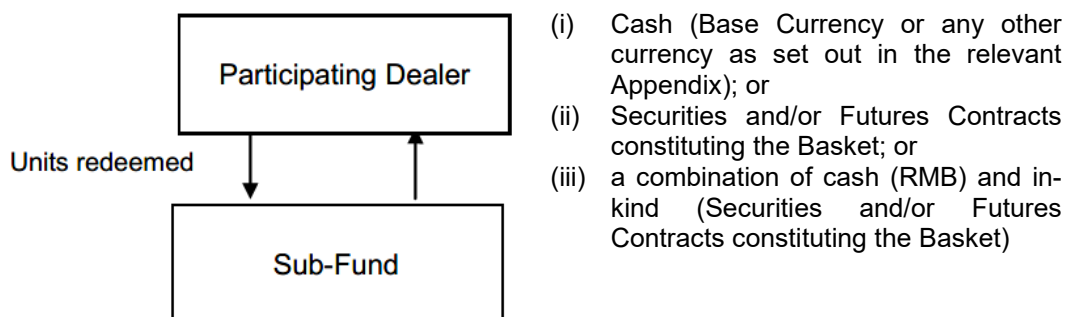 Participating Dealer
Units redeemed
Sub-Fund
(i) Cash (Base Currency or any other
currency as set out in the relevant
Appendix); or
(ii) Securities and/or Futures Contracts
constituting the Basket; or
(iii) a combination of cash (RMB) and in-
kind (Securities and/or Futures
Contracts constituting the Basket)